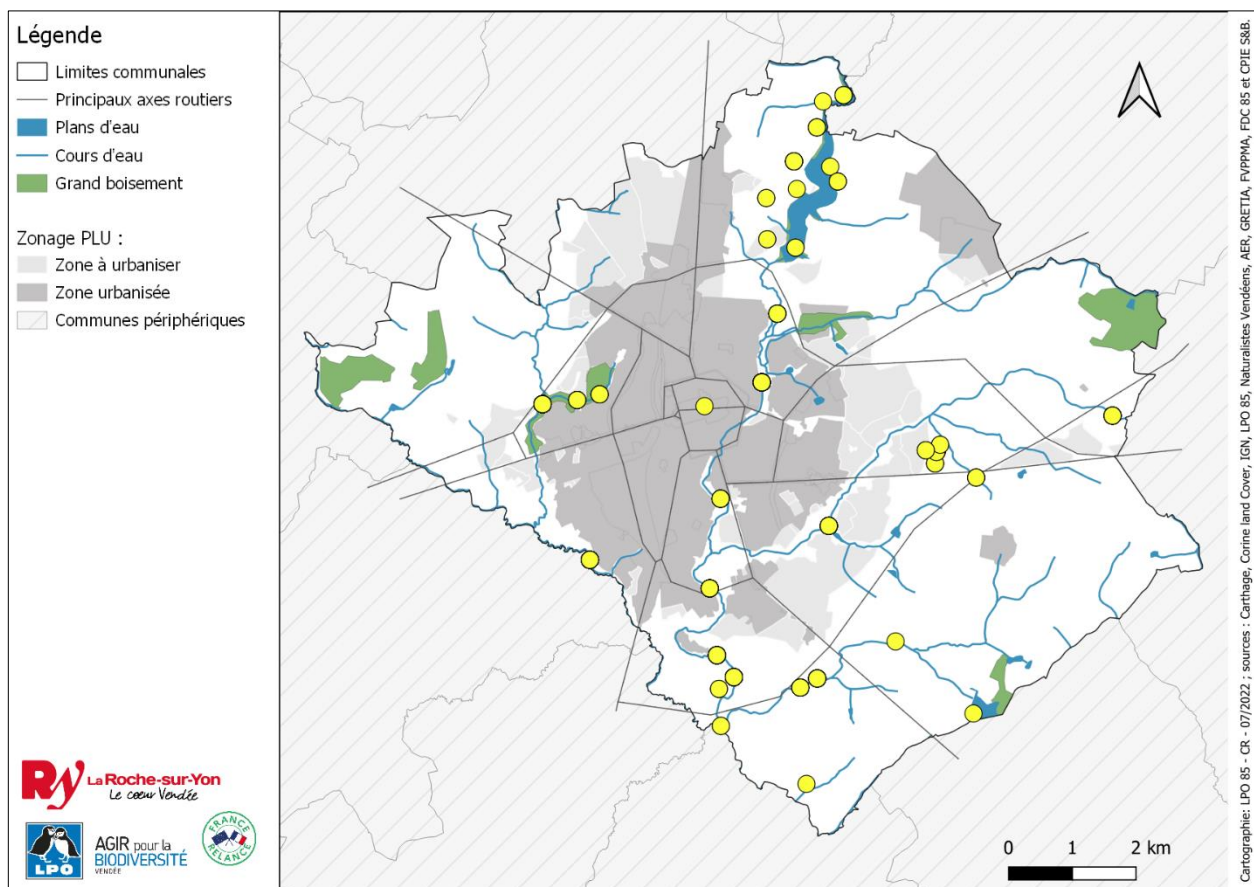 Légende
Limites communales
Principaux axes routiers
Plans d'eau
Cours d'eau
Grand boisement
Zonage PLU :
Zone à urbaniser
Zone urbanisée
Communes périphériques
Ry La Roche-sur-Yon
Le cœur Vendée
LPO
AGIR pour la
BIODIVERSITÉ
VENDÉE
FRANCE
RELANCE
0 1 2 km
Cartographie: LPO 85 - CR - 07/2022 ; sources : Carthage, Corine land Cover, IGN, LPO 85, Naturalistes Vendéens, AER, GRETIA, FVPPMA, FDC 85 et CPIE S&B.